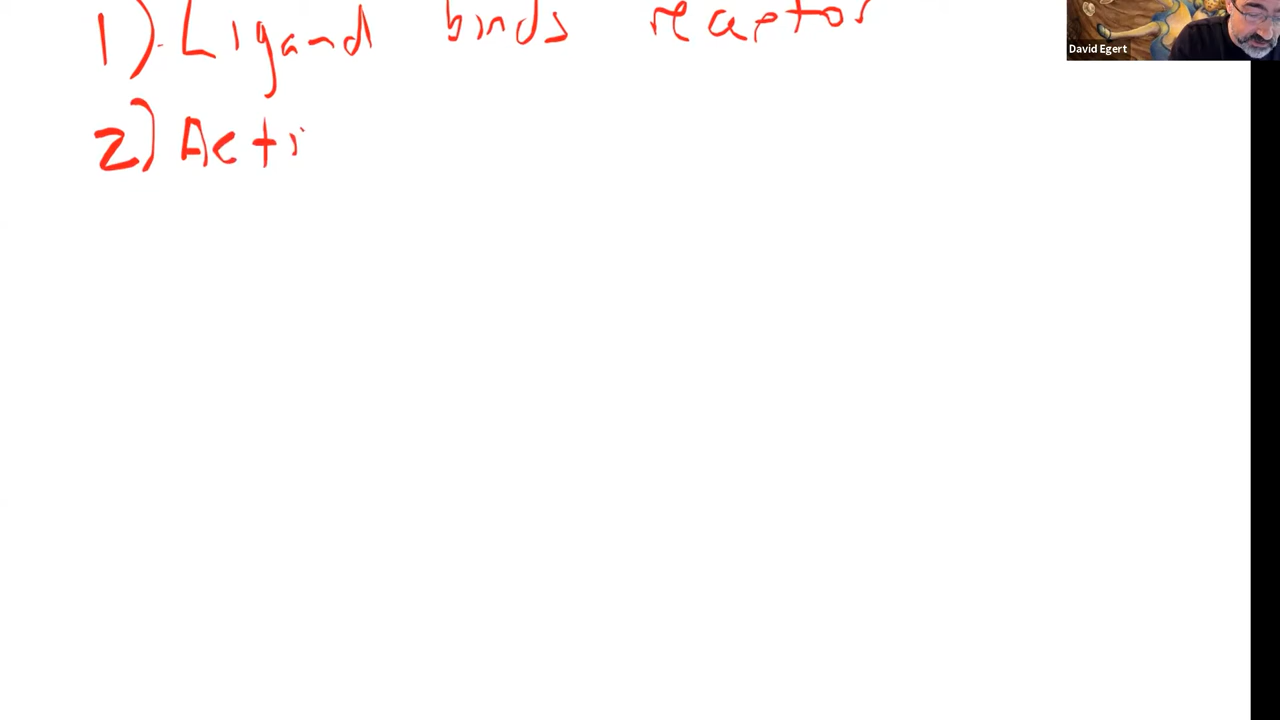 1). Ligand binds receptor
David Egert
2) Acti